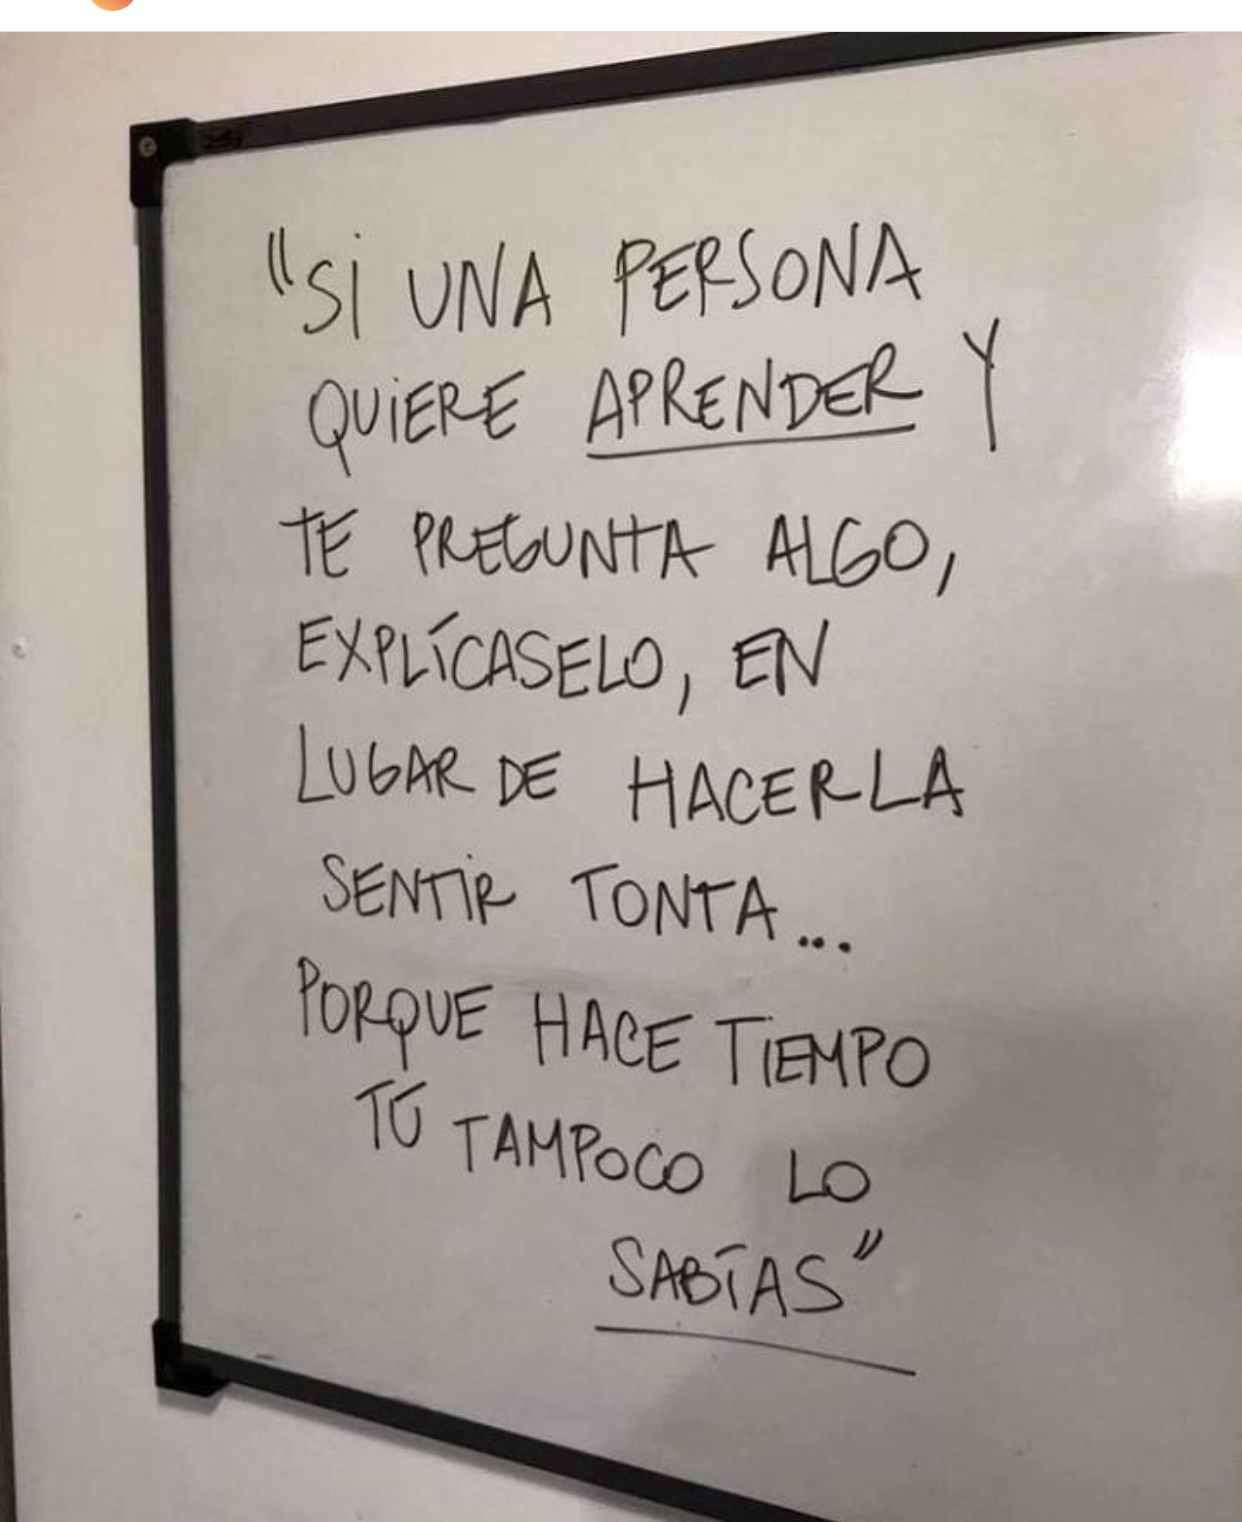 "Si UNA PERSONA
QUiERE APRENDER Y
TE PREGUNTA ALGO,
EXPLÍCASELO, EN
LUGAR DE HACERLA
SENTiR TONTA...
PORQUE HACE TiEMPO
TÚ TAMPOCO LO
SABÍAS"